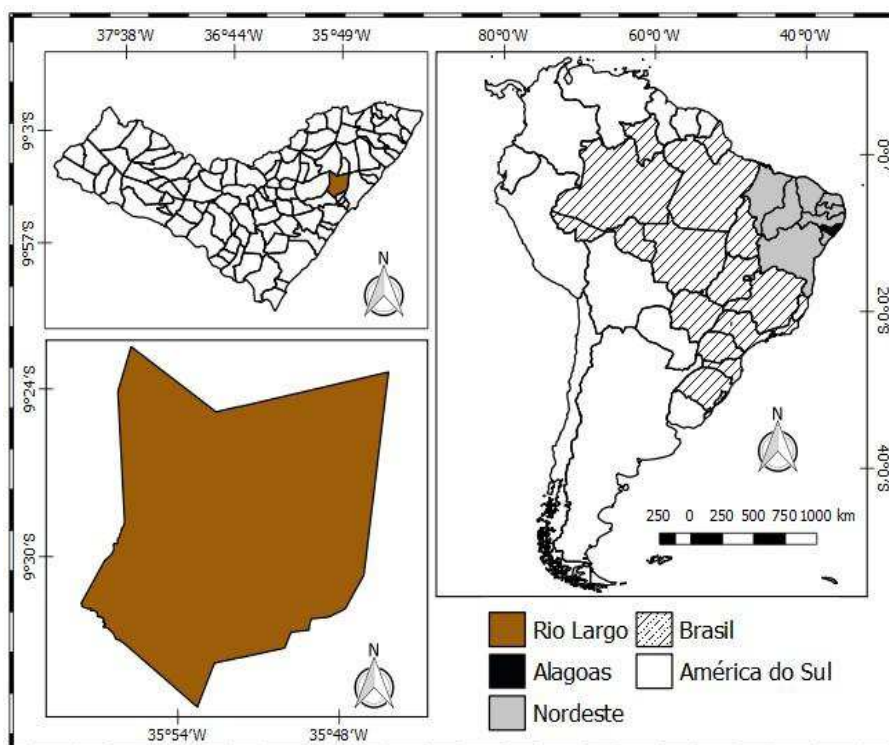 37°38'W 36°44'W 35°49'W
9°3'S
9°57'S
N
9°24'S
9°30'S
N
35°54'W 35°48'W
80°0'W 60°0'W 40°0'W
0°0'
20°0'S
40°0'S
N
250 0 250 500 750 1000 km
Rio Largo
Brasil
Alagoas
América do Sul
Nordeste